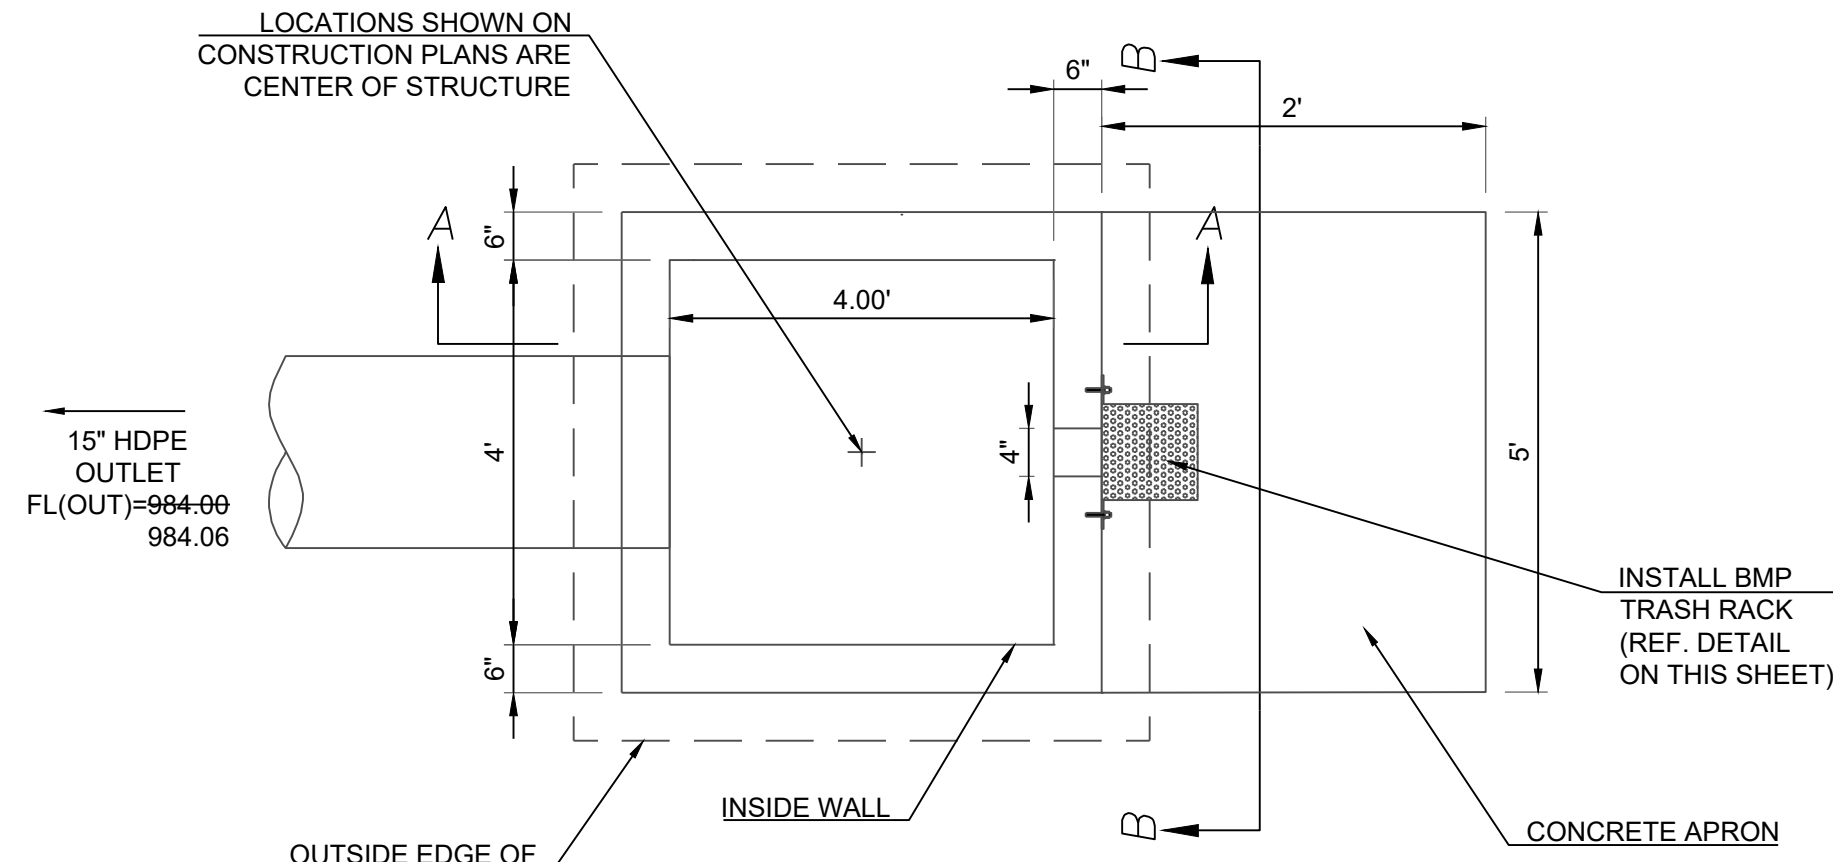 LOCATIONS SHOWN ON
CONSTRUCTION PLANS ARE
CENTER OF STRUCTURE
6"
B
2'
A
A
6"
4.00'
4'
4"
5'
15" HDPE
OUTLET
FL(OUT)=984.00
984.06
INSTALL BMP
TRASH RACK
(REF. DETAIL
ON THIS SHEET)
6"
INSIDE WALL
B
CONCRETE APRON
OUTSIDE EDGE OF